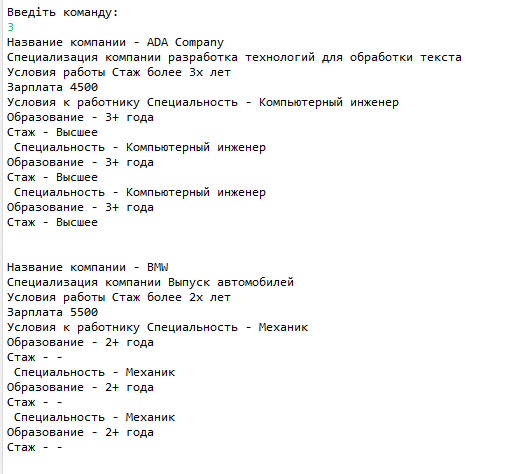 Введіть команду:
3
Название компании - ADA Company
Специализация компании разработка технологий для обработки текста
Условия работы Стаж более 3х лет
Зарплата 4500
Условия к работнику Специальность - Компьютерный инженер
Образование - 3+ года
Стаж - Высшее
Специальность - Компьютерный инженер
Образование - 3+ года
Стаж - Высшее
Специальность - Компьютерный инженер
Образование - 3+ года
Стаж - Высшее
Название компании - BMW
Специализация компании Выпуск автомобилей
Условия работы Стаж более 2х лет
Зарплата 5500
Условия к работнику Специальность - Механик
Образование - 2+ года
Стаж - -
Специальность - Механик
Образование - 2+ года
Стаж - -
Специальность - Механик
Образование - 2+ года
Стаж - -